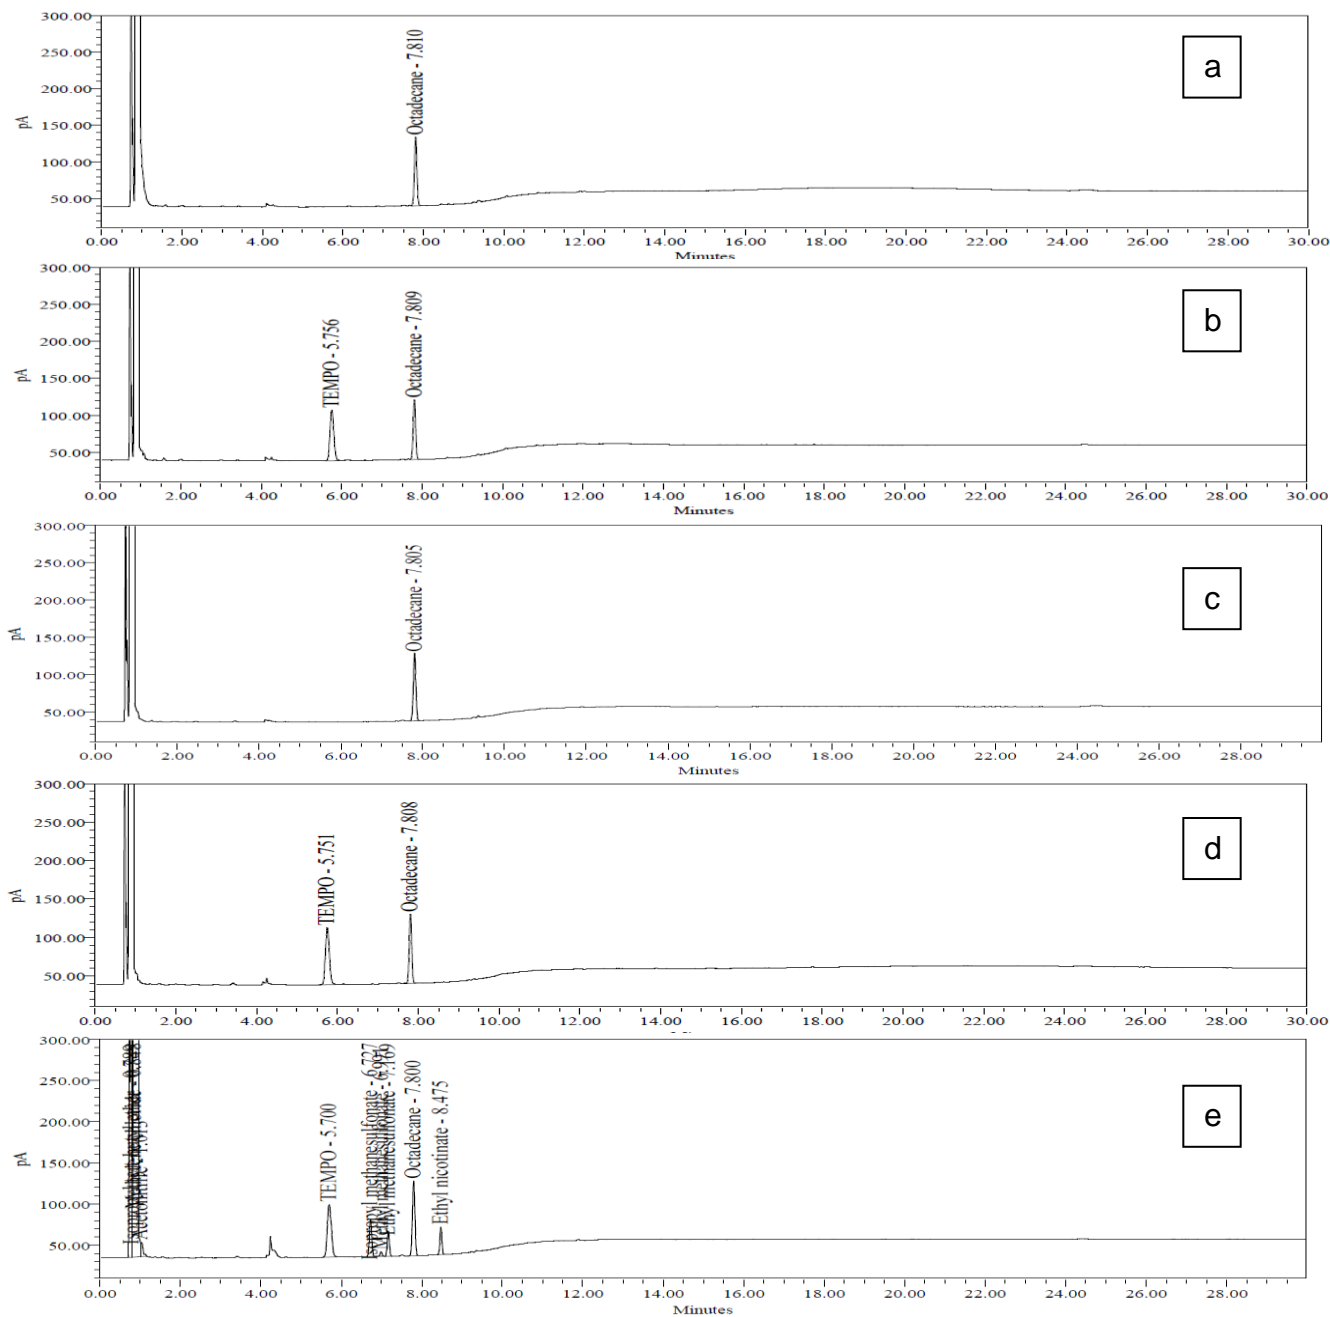 300.00
250.00
200.00
150.00
100.00
50.00
pA
Octadecane - 7.810
a
0.00 2.00 4.00 6.00 8.00 10.00 12.00 14.00 16.00 18.00 20.00 22.00 24.00 26.00 28.00 30.00
Minutes
300.00
250.00
200.00
150.00
100.00
50.00
pA
TEMPO - 5.756
Octadecane - 7.809
b
0.00 2.00 4.00 6.00 8.00 10.00 12.00 14.00 16.00 18.00 20.00 22.00 24.00 26.00 28.00 30.00
Minutes
300.00
250.00
200.00
150.00
100.00
50.00
pA
Octadecane - 7.805
c
0.00 2.00 4.00 6.00 8.00 10.00 12.00 14.00 16.00 18.00 20.00 22.00 24.00 26.00 28.00
Minutes
300.00
250.00
200.00
150.00
100.00
50.00
pA
TEMPO - 5.751
Octadecane - 7.808
d
0.00 2.00 4.00 6.00 8.00 10.00 12.00 14.00 16.00 18.00 20.00 22.00 24.00 26.00 28.00 30.00
300.00
250.00
200.00
150.00
100.00
50.00
pA
TEMPO - 5.700
Isopropyl methanesulfonate - 6.727
Ethyl methanesulfonate - 7.169
Octadecane - 7.800
Ethyl nicotinate - 8.475
e
0.00 2.00 4.00 6.00 8.00 10.00 12.00 14.00 16.00 18.00 20.00 22.00 24.00 26.00 28.00
Minutes